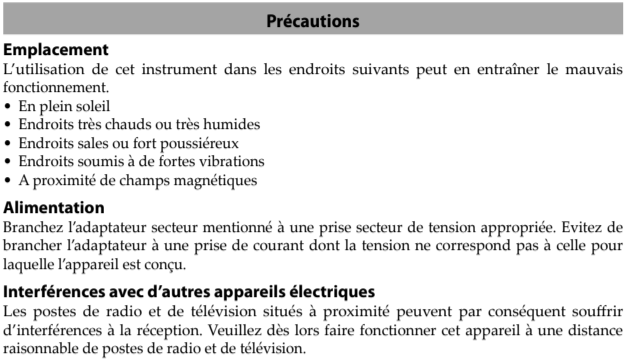 Précautions
Emplacement
L’utilisation de cet instrument dans les endroits suivants peut en entraîner le mauvais
fonctionnement.
• En plein soleil
• Endroits très chauds ou très humides
• Endroits sales ou fort poussiéreux
• Endroits soumis à de fortes vibrations
• A proximité de champs magnétiques
Alimentation
Branchez l’adaptateur secteur mentionné à une prise secteur de tension appropriée. Evitez de
brancher l’adaptateur à une prise de courant dont la tension ne correspond pas à celle pour
laquelle l’appareil est conçu.
Interférences avec d’autres appareils électriques
Les postes de radio et de télévision situés à proximité peuvent par conséquent souffrir
d’interférences à la réception. Veuillez dès lors faire fonctionner cet appareil à une distance
raisonnable de postes de radio et de télévision.